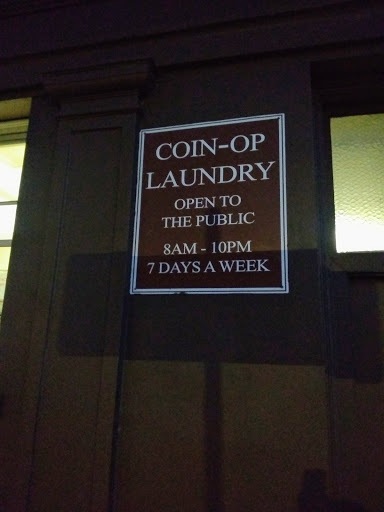 COIN-OP
LAUNDRY
OPEN TO
THE PUBLIC
8AM - 10PM
7 DAYS A WEEK